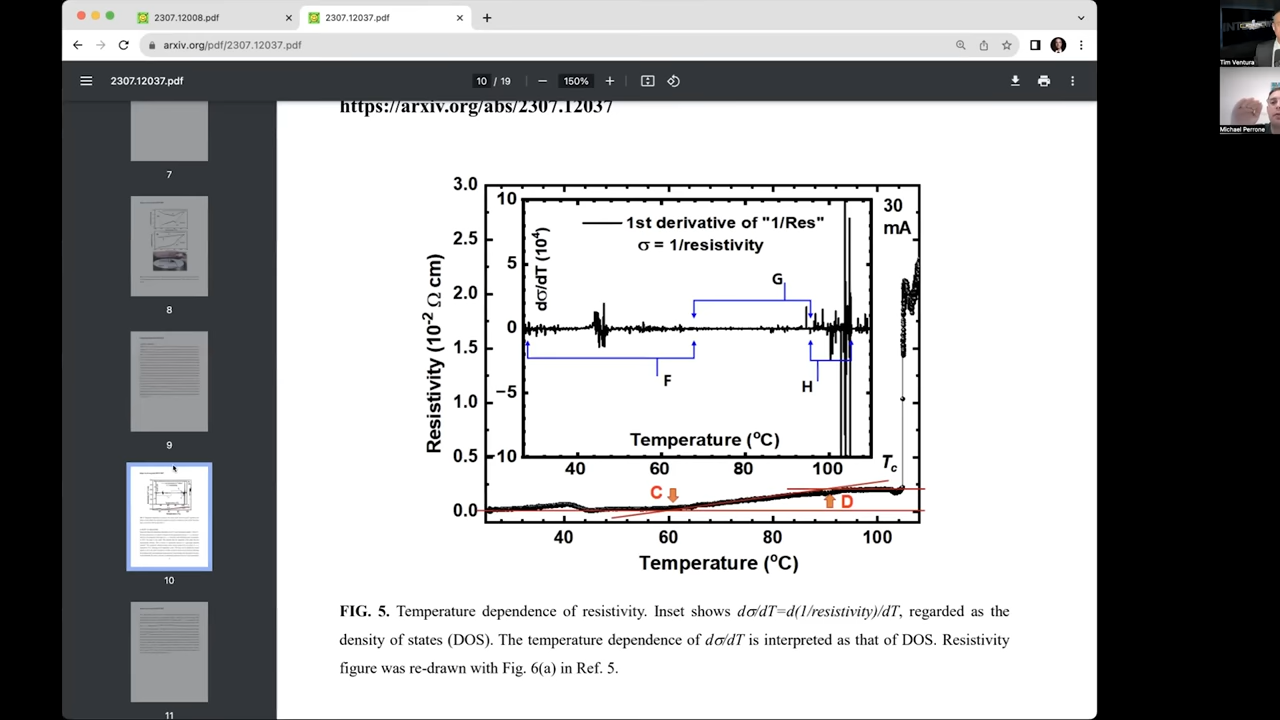 2307.12008.pdf
2307.12037.pdf
arxiv.org/pdf/2307.12037.pdf
2307.12037.pdf
10 / 19
150%
7
8
9
10
11
https://arxiv.org/abs/2307.12037
3.0
2.5
2.0
1.5
1.0
0.5
0.0
Resistivity (10⁻² Ω cm)
10
5
0
−5
−10
dσ/dT (10⁴)
1st derivative of "1/Res"
σ = 1/resistivity
G
F
H
Temperature (°C)
40 60 80 100
30
mA
Tc
C
D
40 60 80 100
Temperature (°C)
FIG. 5. Temperature dependence of resistivity. Inset shows dσ/dT=d(1/resistivity)/dT, regarded as the
density of states (DOS). The temperature dependence of dσ/dT is interpreted as that of DOS. Resistivity
figure was re-drawn with Fig. 6(a) in Ref. 5.
Tim Ventura
Michael Perrone